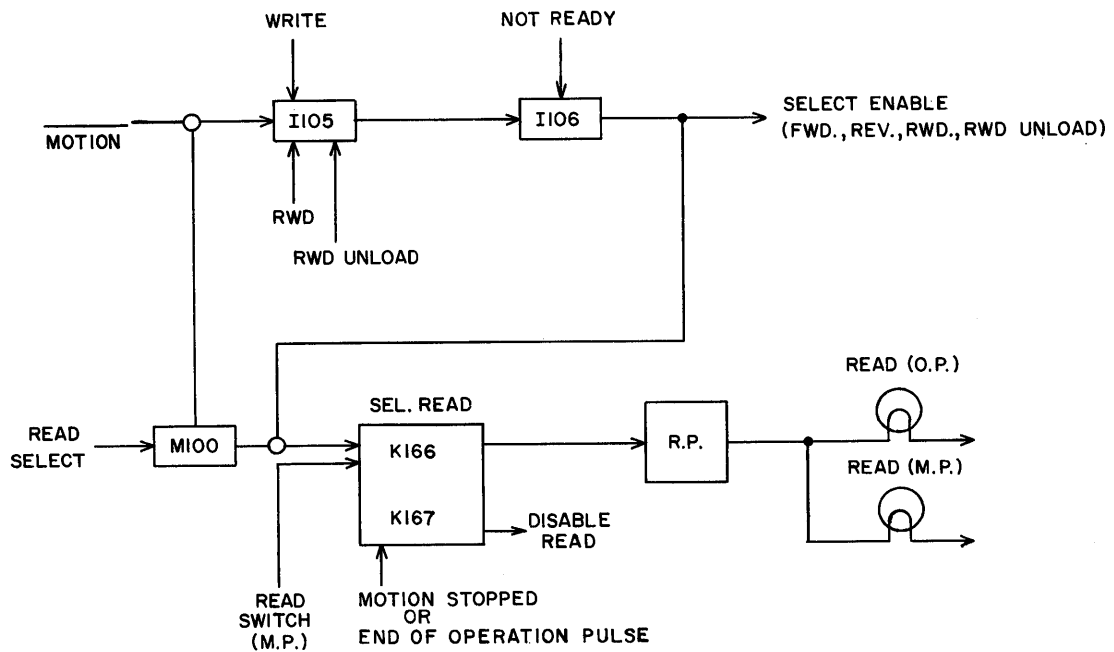 WRITE
NOT READY
MOTION
I105
I106
SELECT ENABLE
(FWD., REV., RWD., RWD UNLOAD)
RWD
RWD UNLOAD
READ (O.P.)
SEL. READ
READ
SELECT
M100
K166
R.P.
READ (M.P.)
K167
DISABLE
READ
READ
SWITCH
(M.P.)
MOTION STOPPED
OR
END OF OPERATION PULSE